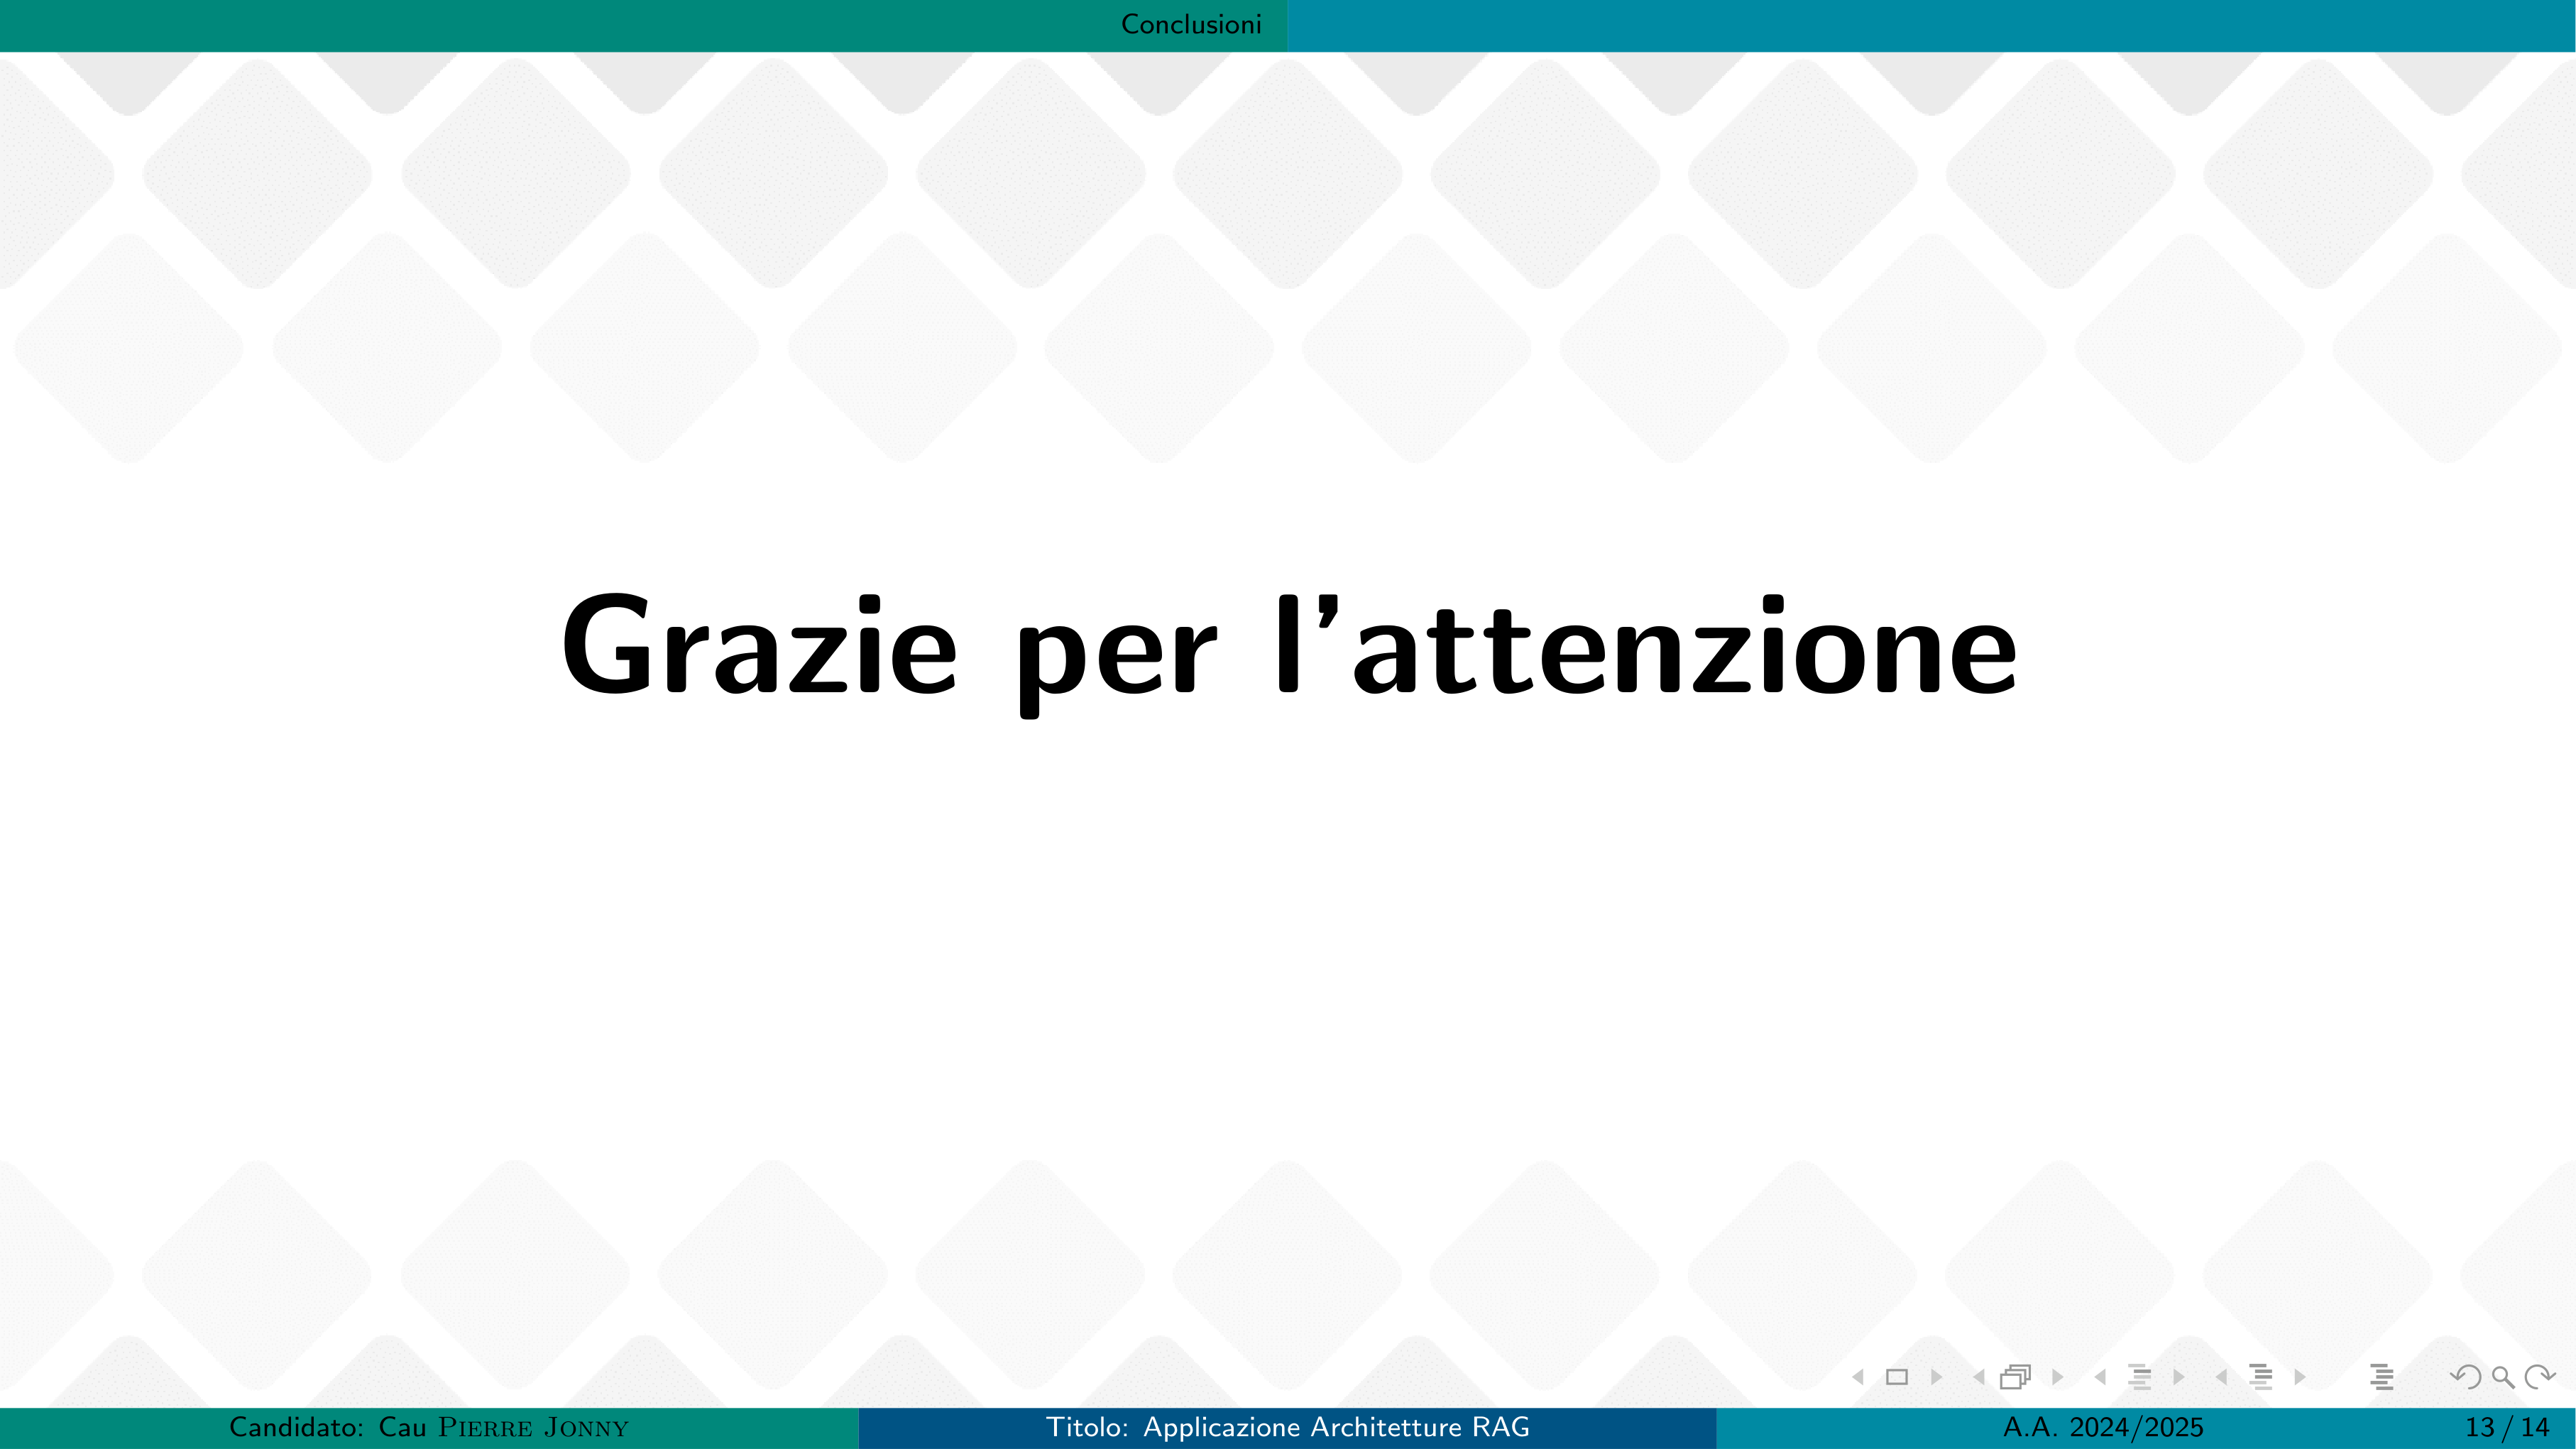 Conclusioni
Grazie per l’attenzione
Candidato: Cau Pierre Jonny
Titolo: Applicazione Architetture RAG
A.A. 2024/2025
13 / 14